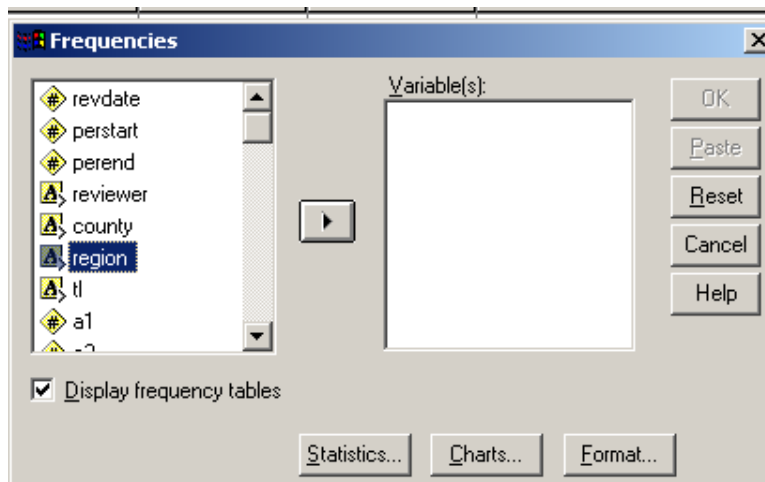 Frequencies
revdate
perstart
perend
reviewer
county
region
tl
a1
Variable(s):
OK
Paste
Reset
Cancel
Help
Display frequency tables
Statistics...
Charts...
Format...